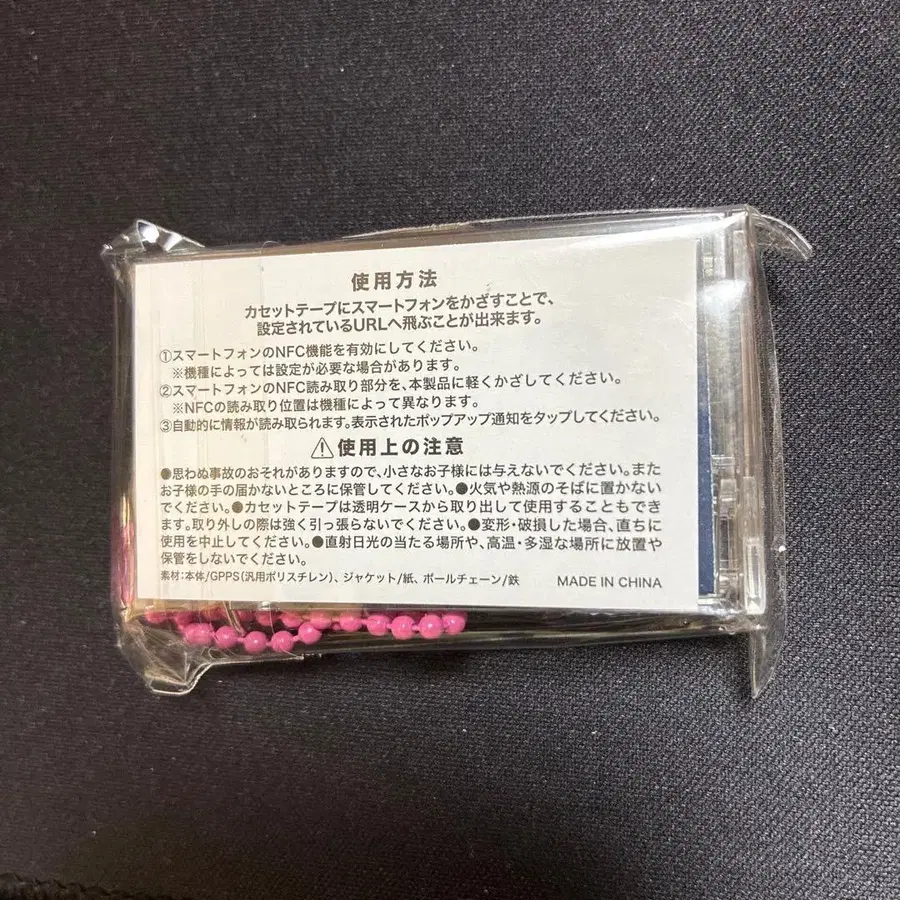 使用方法
カセットテープにスマートフォンをかざすことで、
設定されているURLへ飛ぶことが出来ます。
①スマートフォンのNFC機能を有効にしてください。
※機種によっては設定が必要な場合があります。
②スマートフォンのNFC読み取り部分を、本製品に軽くかざしてください。
※NFCの読み取り位置は機種によって異なります。
③自動的に情報が読み取られます。表示されたポップアップ通知をタップしてください。
⚠使用上の注意
●思わぬ事故のおそれがありますので、小さなお子様には与えないでください。また
お子様の手の届かないところに保管してください。●火気や熱源のそばに置かない
でください。●カセットテープは透明ケースから取り出して使用することもでき
ます。取り外しの際は強く引っ張らないでください。●変形・破損した場合、直ちに
使用を中止してください。●直射日光の当たる場所や、高温・多湿な場所に放置や
保管をしないでください。
素材:本体/GPPS(汎用ポリスチレン)、ジャケット/紙、ボールチェーン/鉄 MADE IN CHINA